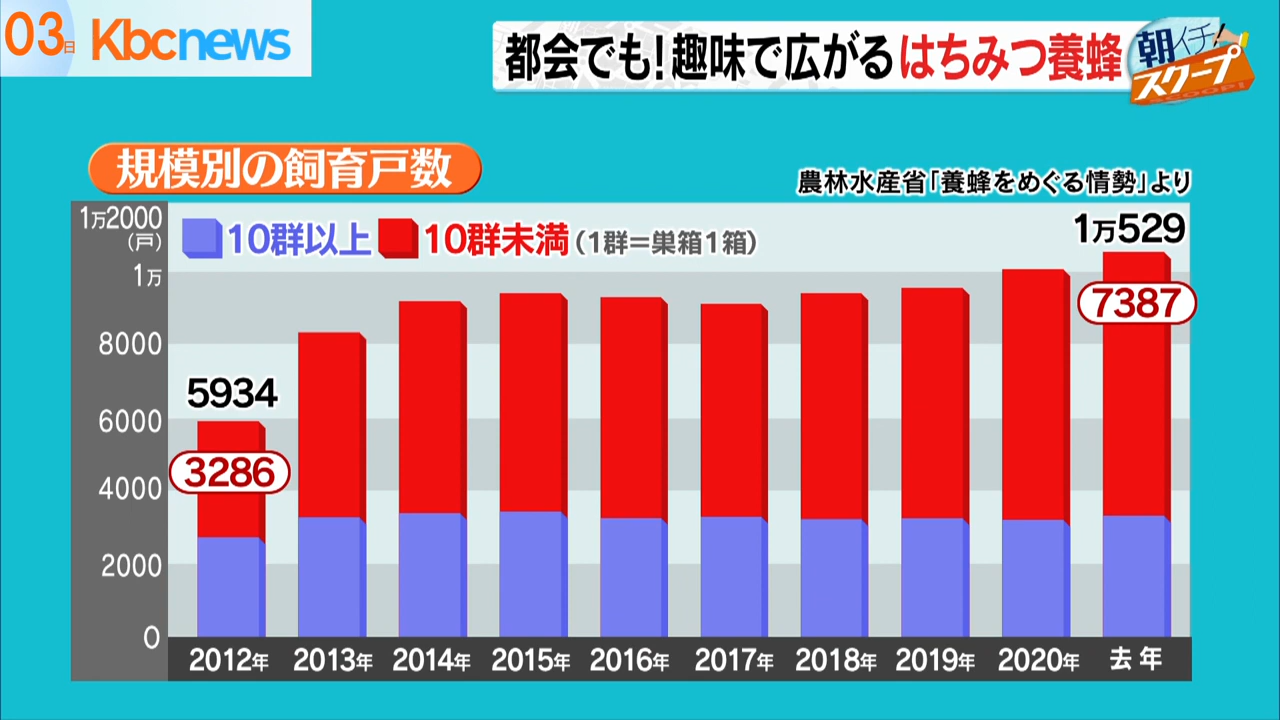 03日 Kbcnews
都会でも!趣味で広がる はちみつ養蜂
朝イチ
スクープ
SCOOP!
規模別の飼育戸数
農林水産省「養蜂をめぐる情勢」より
1万2000
(戸)
10群以上 10群未満 (1群=巣箱1箱)
1万529
1万
7387
8000
5934
6000
3286
4000
2000
0
2012年 2013年 2014年 2015年 2016年 2017年 2018年 2019年 2020年 去年